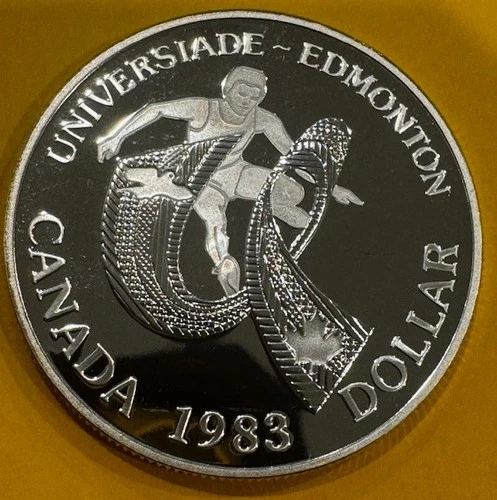 UNIVERSIADE ~ EDMONTON
CANADA 1983 DOLLAR